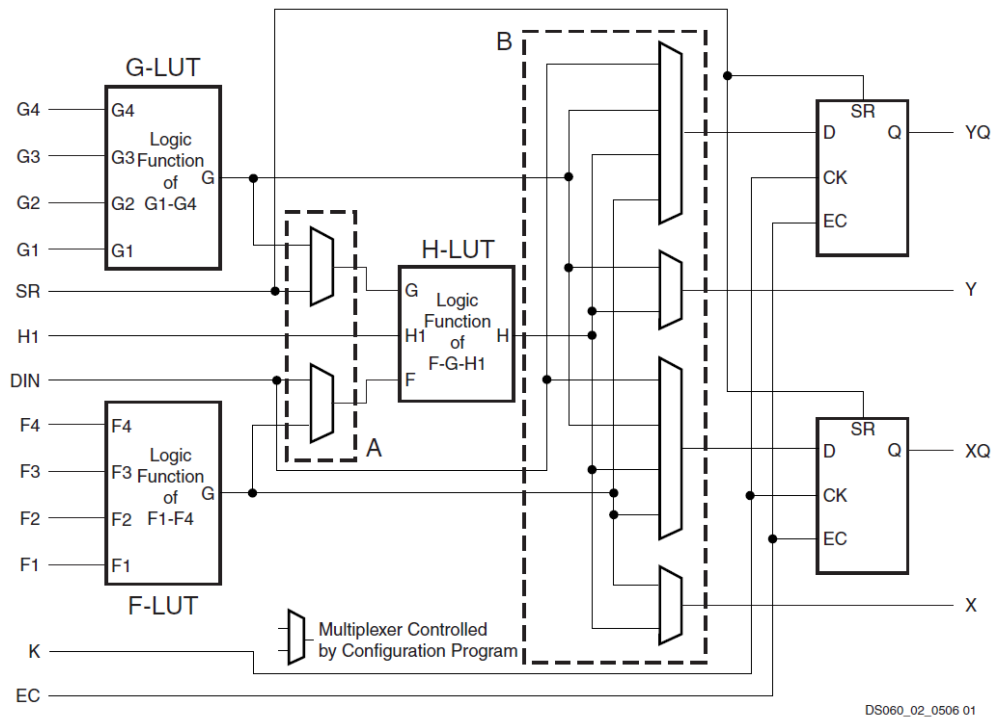 B
G-LUT
G4
G4
Logic
Function
of
G1-G4
G3
G3
G
G2
G2
G1
G1
SR
D
Q
YQ
CK
EC
SR
H-LUT
G
Logic
Function
of
F-G-H1
H1
H1
H
F
Y
DIN
A
F4
F4
Logic
Function
of
F1-F4
F3
F3
G
F2
F2
F1
F1
F-LUT
SR
D
Q
XQ
CK
EC
X
Multiplexer Controlled
by Configuration Program
K
EC
DS060_02_0506 01